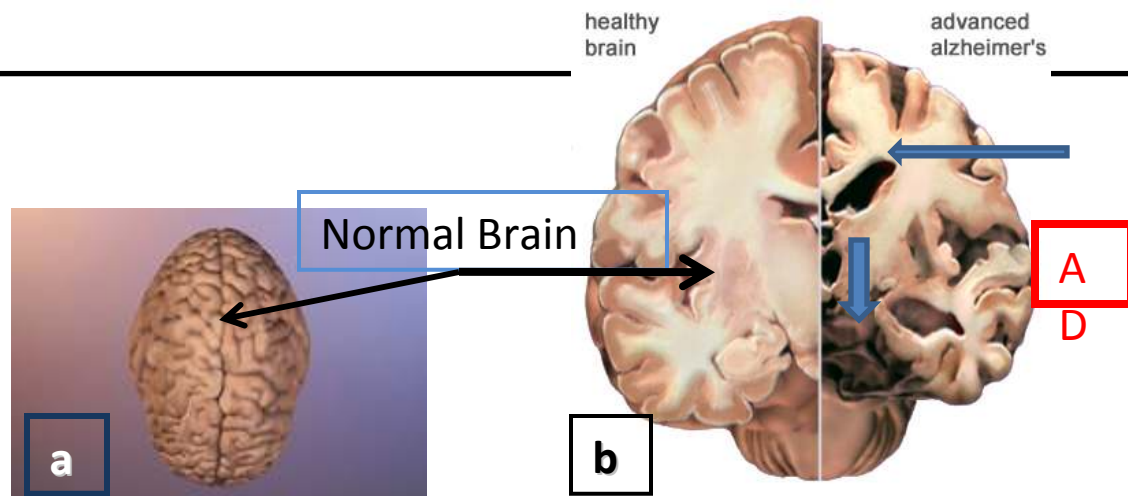 healthy
brain
advanced
alzheimer's
Normal Brain
A
D
a
b